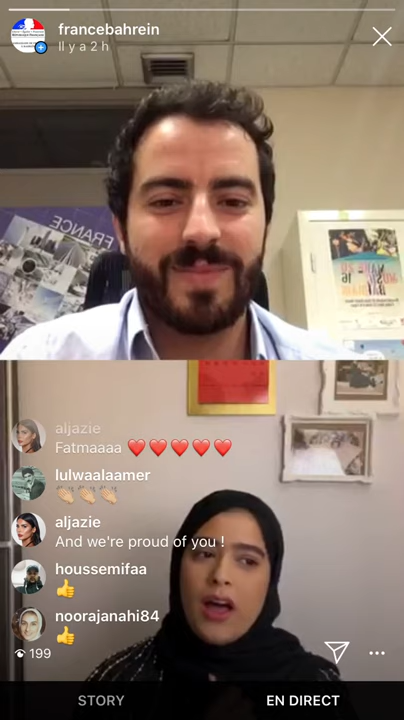 francebahrein
Il y a 2 h
FRANCE
aljazie
Fatmaaaa ❤️❤️❤️❤️❤️
lulwaalaamer
👏🏼👏🏼👏🏼
aljazie
And we're proud of you !
houssemifaa
👍
noorajanahi84
👍
199
STORY
EN DIRECT